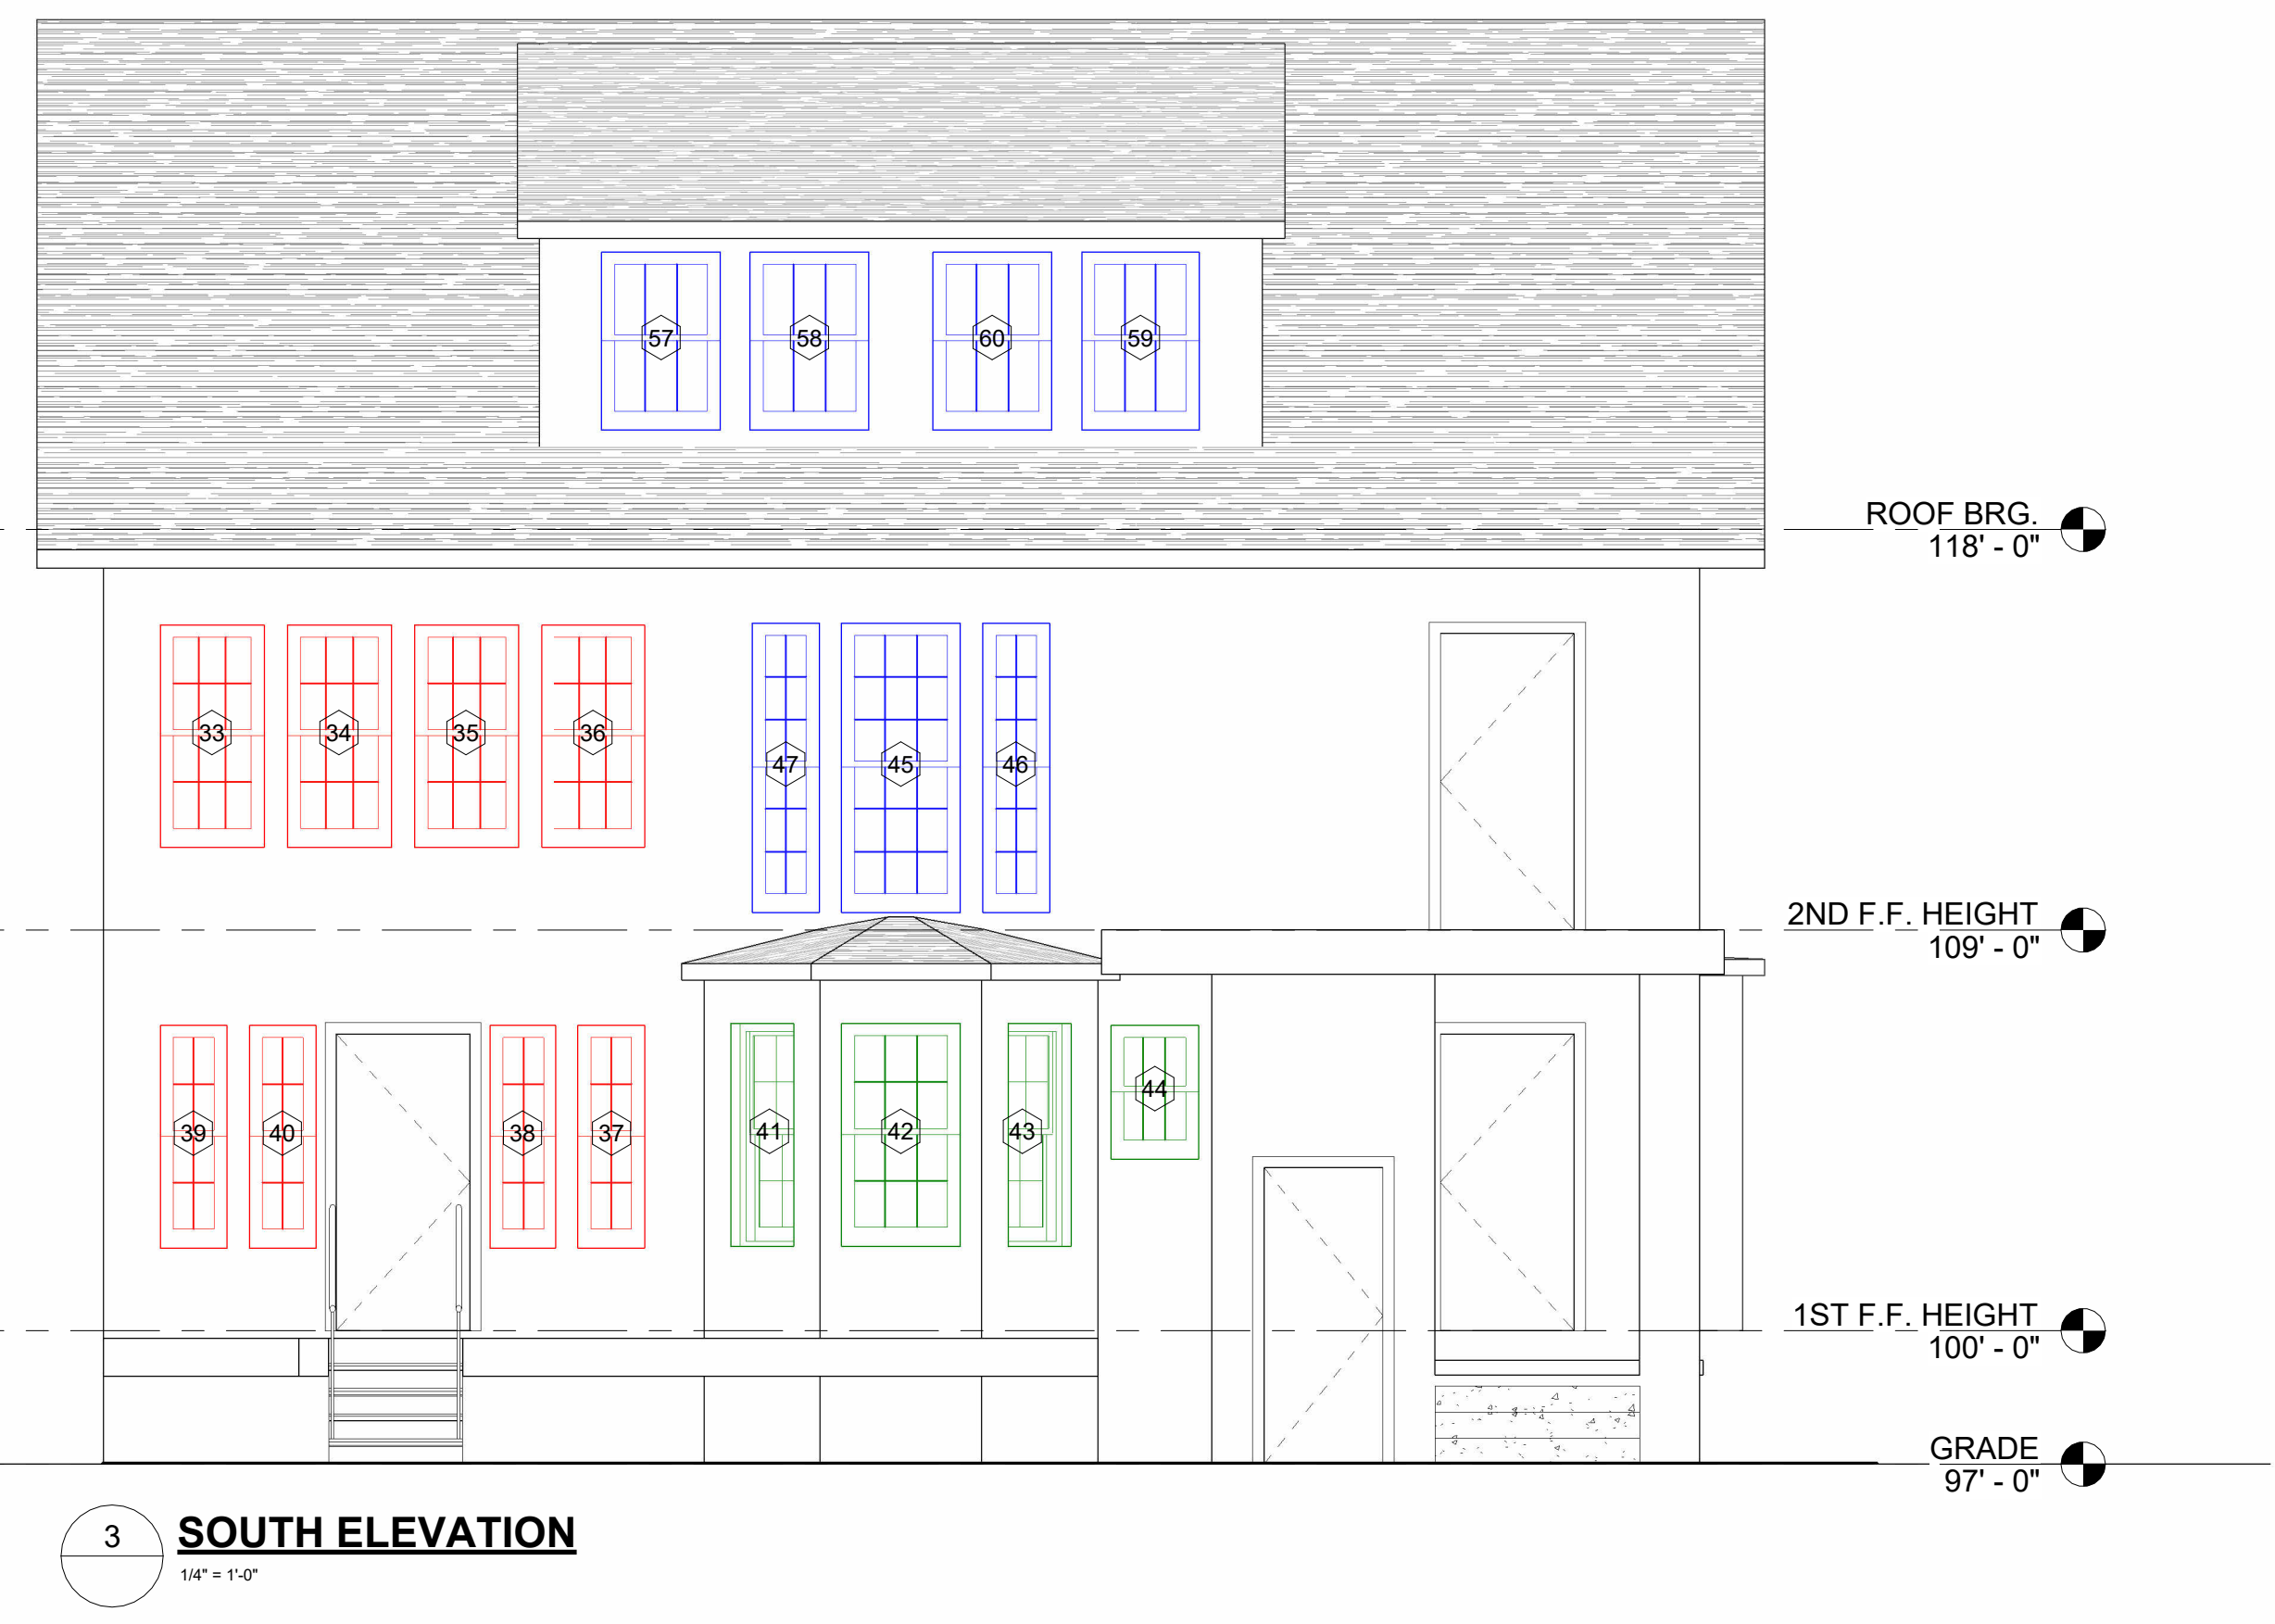 57 58 60 59
ROOF BRG.
118' - 0"
33 34 35 36
47 45 46
2ND F.F. HEIGHT
109' - 0"
44
39 40 38 37 41 42 43
1ST F.F. HEIGHT
100' - 0"
GRADE
97' - 0"
3
SOUTH ELEVATION
1/4" = 1'-0"